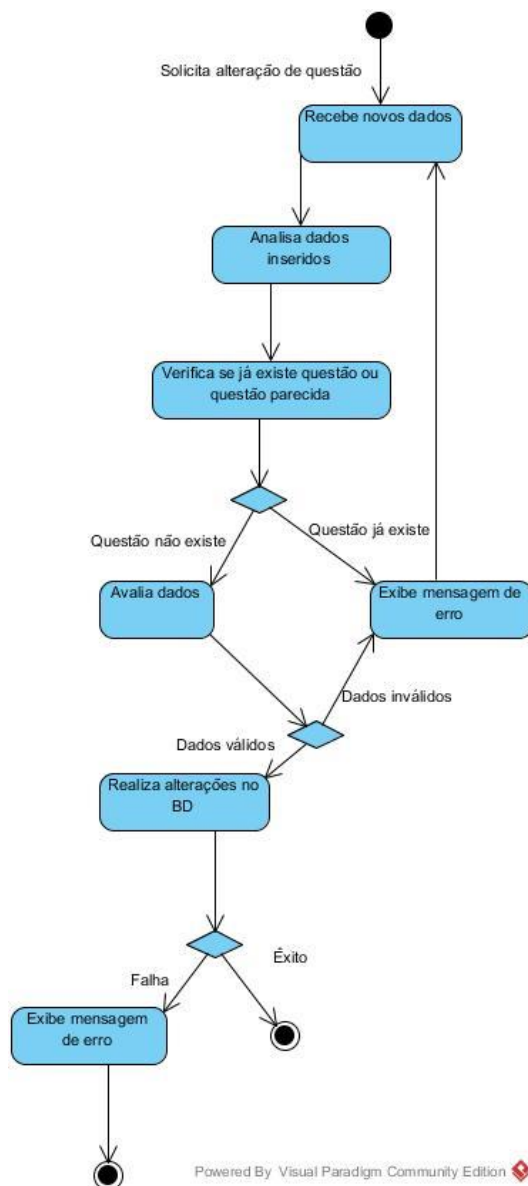 Solicita alteração de questão
Recebe novos dados
Analisa dados
inseridos
Verifica se já existe questão ou
questão parecida
Questão não existe
Questão já existe
Avalia dados
Exibe mensagem de
erro
Dados inválidos
Dados válidos
Realiza alterações no
BD
Falha
Êxito
Exibe mensagem
de erro
Powered By Visual Paradigm Community Edition